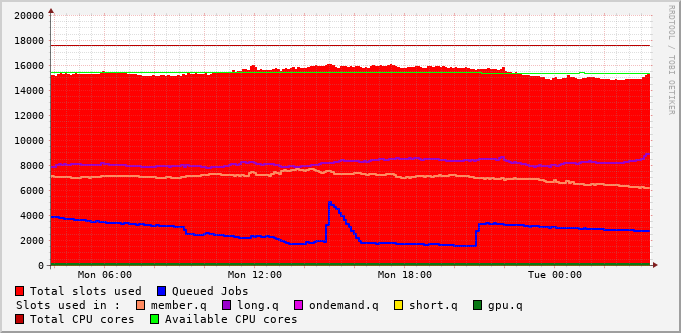 20000
18000
16000
14000
12000
10000
8000
6000
4000
2000
0
Mon 06:00 Mon 12:00 Mon 18:00 Tue 00:00
RRDTOOL / TOBI OETIKER
Total slots used Queued Jobs
Slots used in : member.q long.q ondemand.q short.q gpu.q
Total CPU cores Available CPU cores